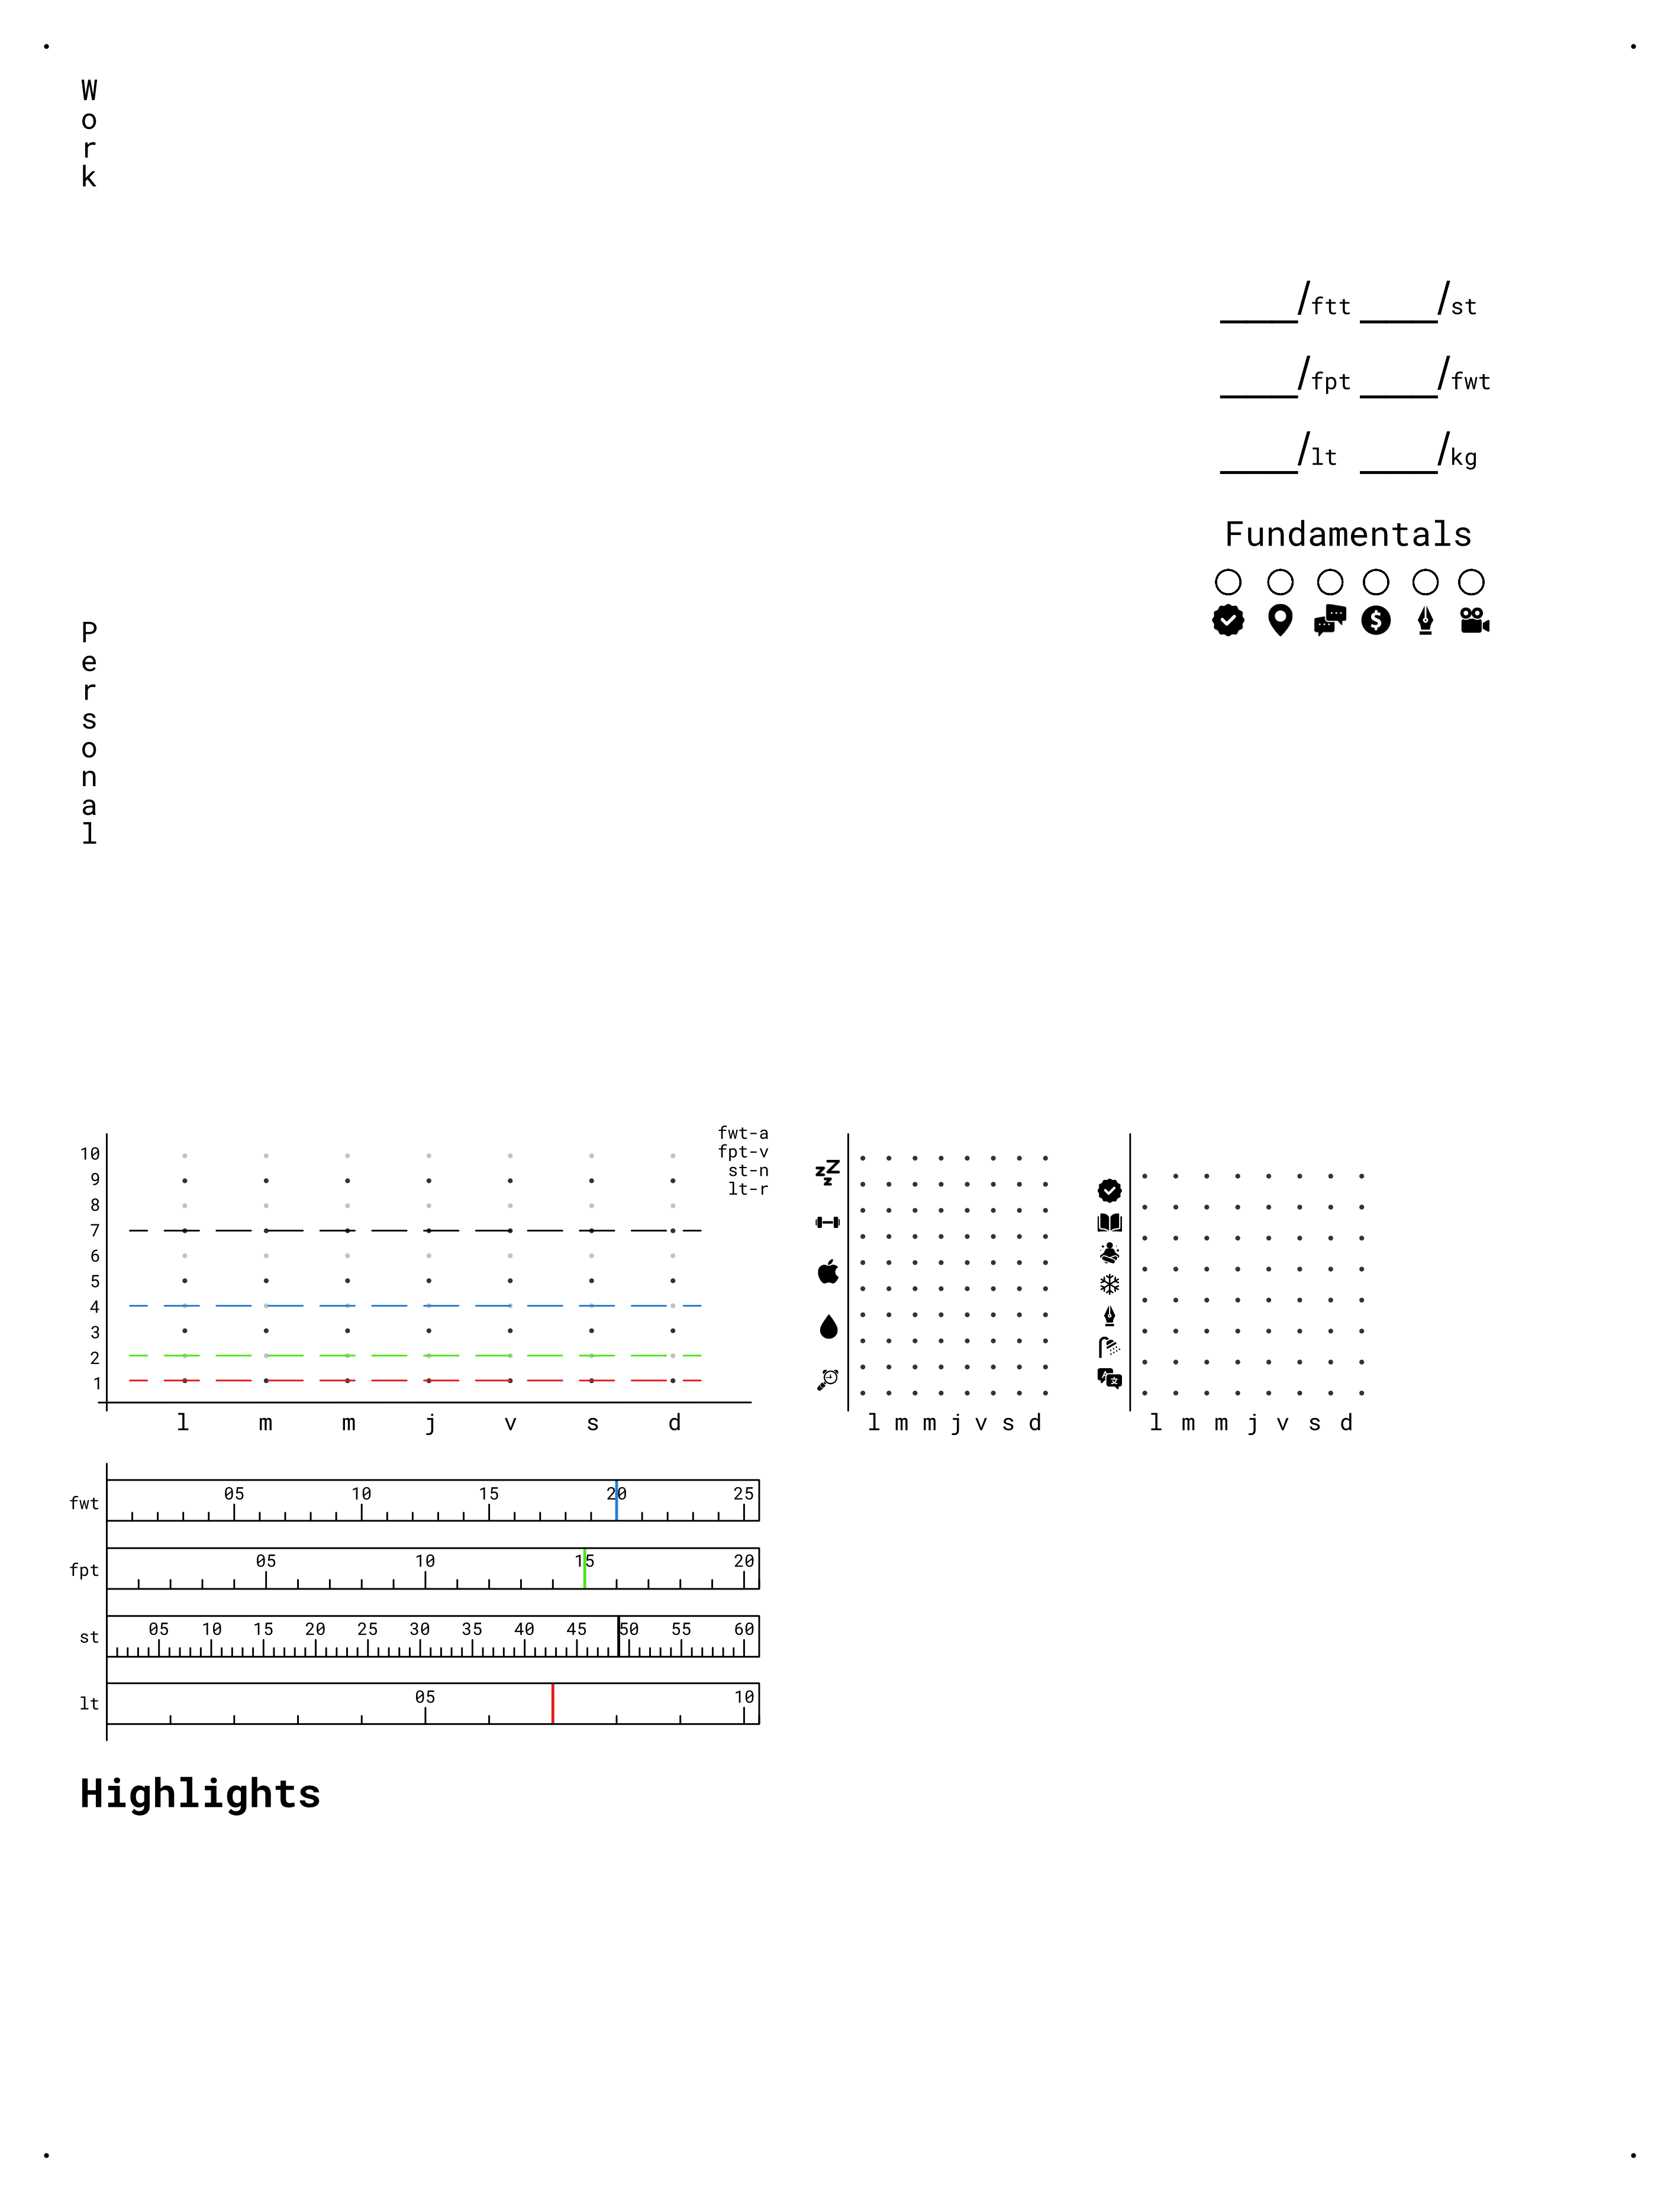 Work
/ftt /st
/fpt /fwt
/lt /kg
Fundamentals
Personal
fwt-a
fpt-v
st-n
lt-r
10
9
8
7
6
5
4
3
2
1
l m m j v s d
l m m j v s d
l m m j v s d
fwt 05 10 15 20 25
fpt 05 10 15 20
st 05 10 15 20 25 30 35 40 45 50 55 60
lt 05 10
Highlights